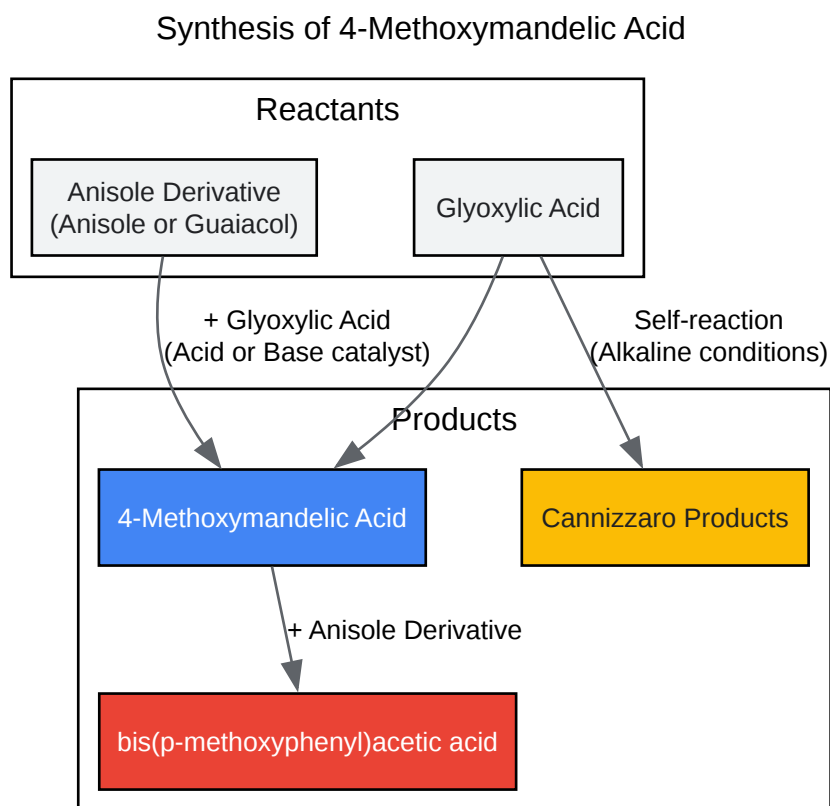 Synthesis of 4-Methoxymandelic Acid
Reactants
Anisole Derivative
(Anisole or Guaiacol)
Glyoxylic Acid
+ Glyoxylic Acid
(Acid or Base catalyst)
Self-reaction
(Alkaline conditions)
Products
4-Methoxymandelic Acid
Cannizzaro Products
+ Anisole Derivative
bis(p-methoxyphenyl)acetic acid